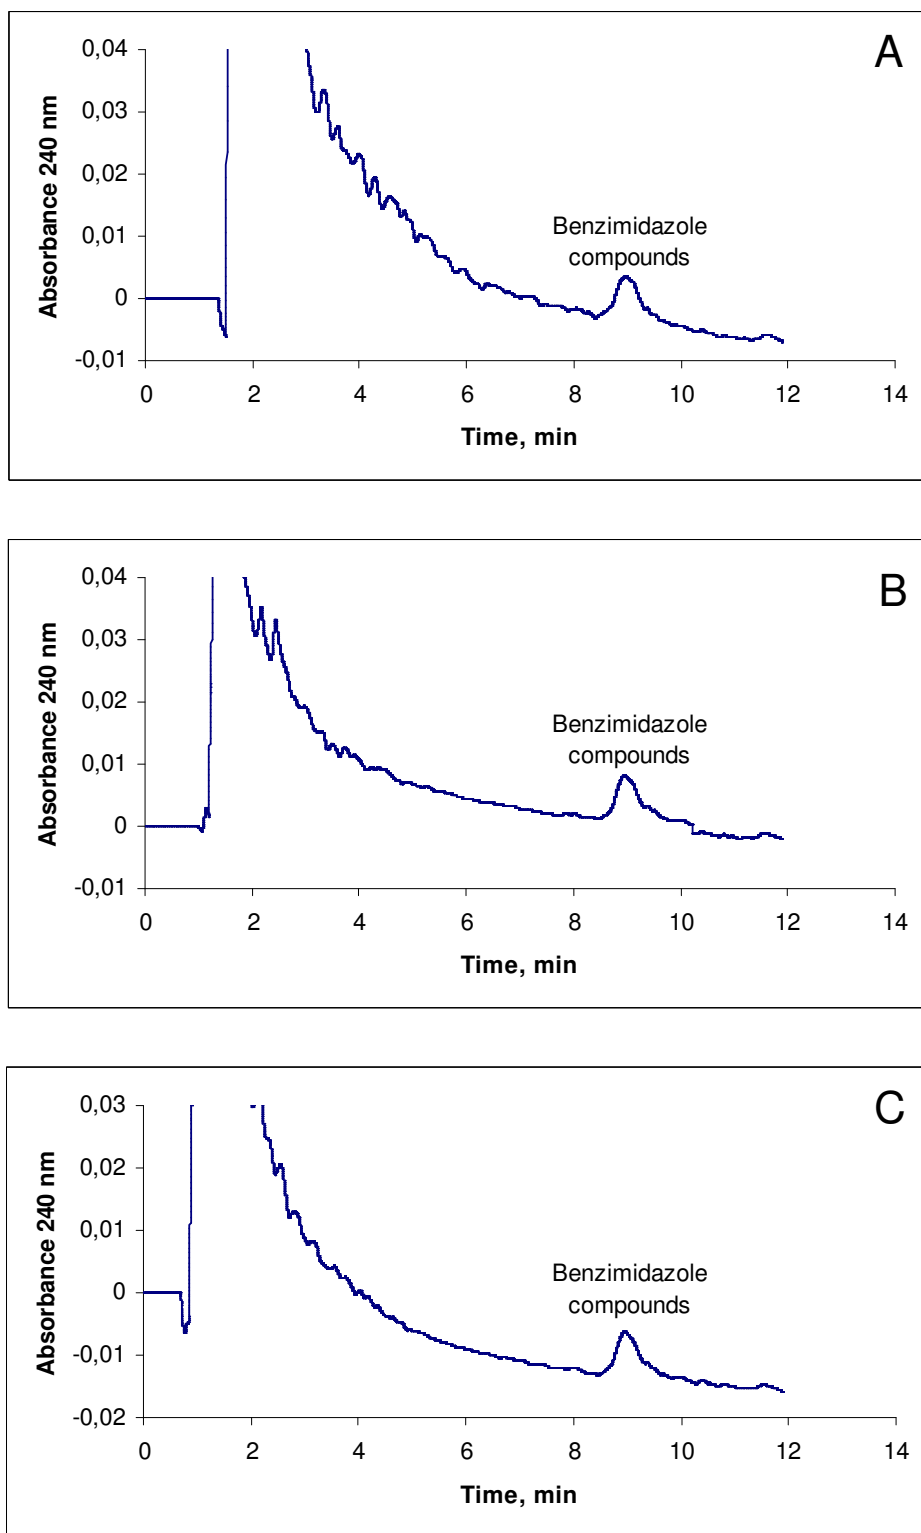 A
0,04
0,03
0,02
0,01
0
-0,01
Absorbance 240 nm
Benzimidazole
compounds
0 2 4 6 8 10 12 14
Time, min
B
0,04
0,03
0,02
0,01
0
-0,01
Absorbance 240 nm
Benzimidazole
compounds
0 2 4 6 8 10 12 14
Time, min
C
0,03
0,02
0,01
0
-0,01
-0,02
Absorbance 240 nm
Benzimidazole
compounds
0 2 4 6 8 10 12 14
Time, min